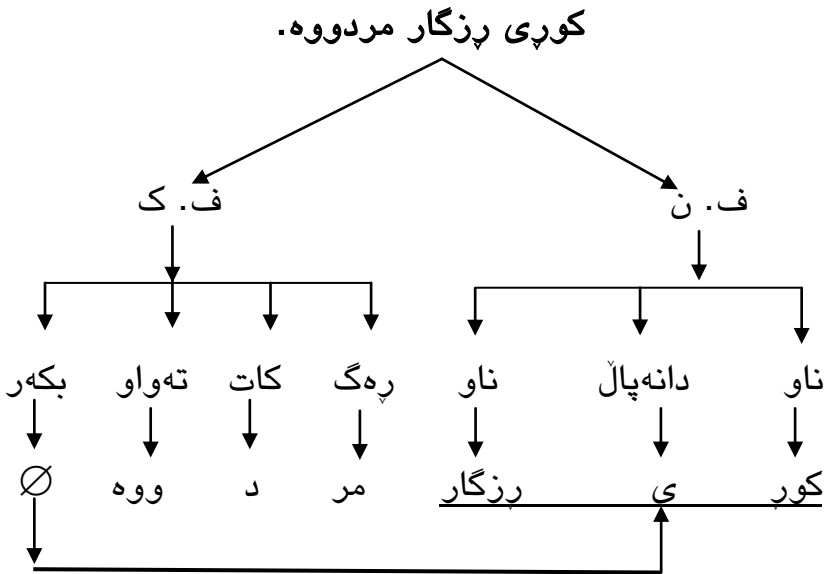 کوڕی ڕزگار مردووە.
ف. ن ف. ک
ناو دانەپاڵ ناو ڕەگ کات تەواو بکەر
کوڕ ی ڕزگار مر د ووە ∅